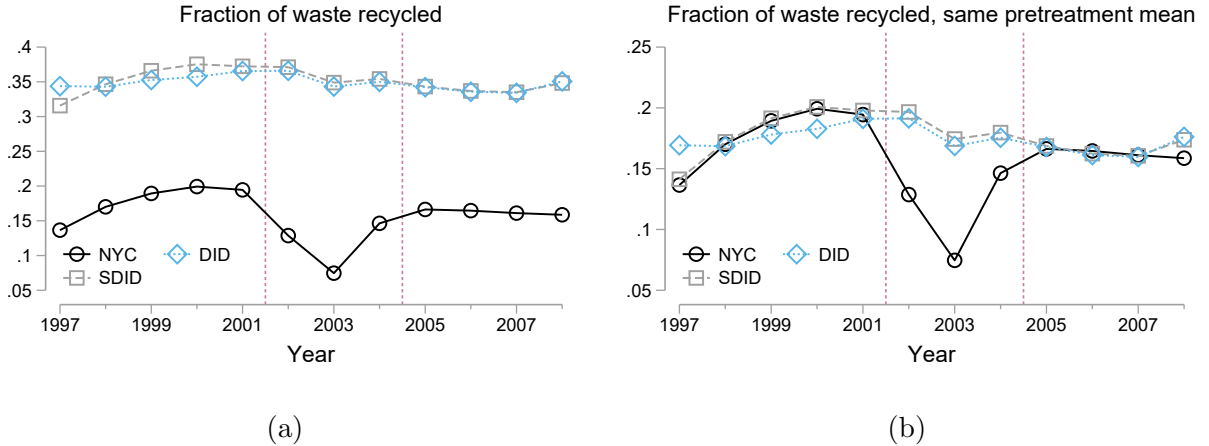 Fraction of waste recycled
.4
.35
.3
.25
.2
.15
.1
.05
NYC DID
SDID
1997 1999 2001 2003 2005 2007
Year
(a)
Fraction of waste recycled, same pretreatment mean
.25
.2
.15
.1
.05
NYC DID
SDID
1997 1999 2001 2003 2005 2007
Year
(b)